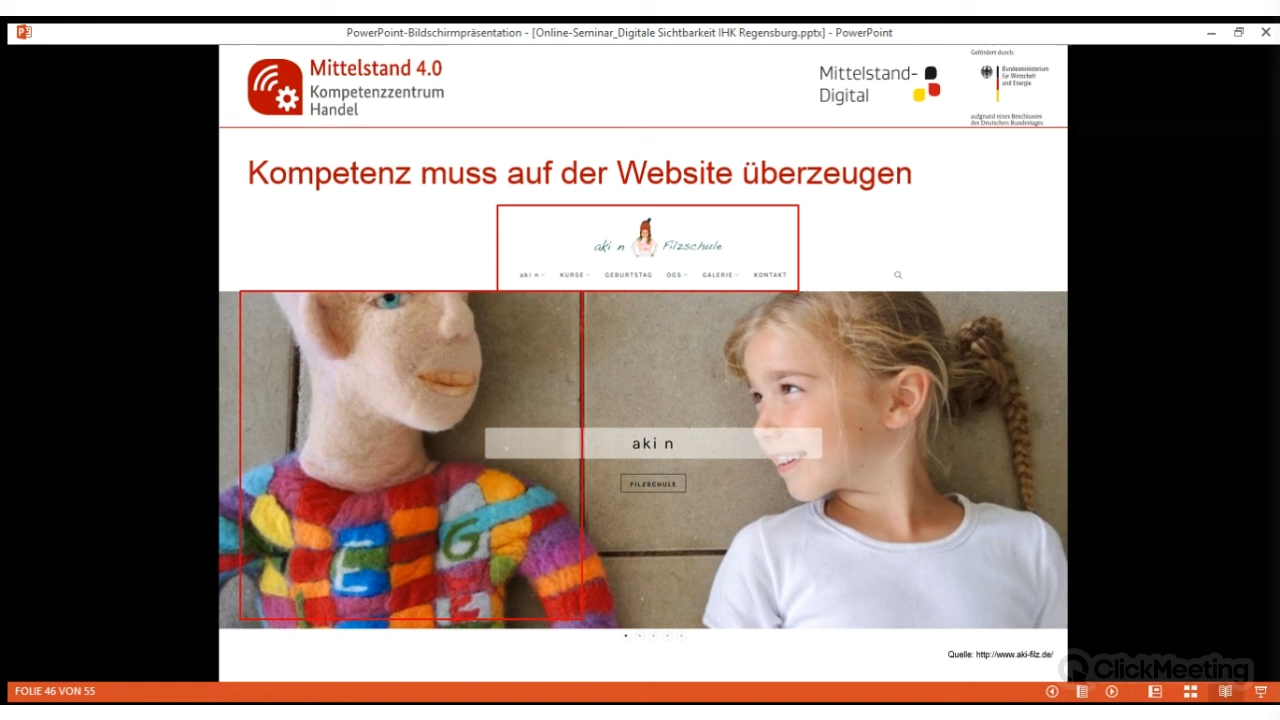 PowerPoint-Bildschirmpräsentation - [Online-Seminar_Digitale Sichtbarkeit IHK Regensburg.pptx] - PowerPoint
Mittelstand 4.0
Kompetenzzentrum
Handel
Mittelstand-
Digital
Gefördert durch:
Bundesministerium
für Wirtschaft
und Energie
aufgrund eines Beschlusses
des Deutschen Bundestages
Kompetenz muss auf der Website überzeugen
aki n Filzschule
aki n KURSE GEBURTSTAG OGS GALERIE KONTAKT
aki n
FILZSCHULE
E G
E
Quelle: http://www.aki-filz.de/
ClickMeeting
FOLIE 46 VON 55